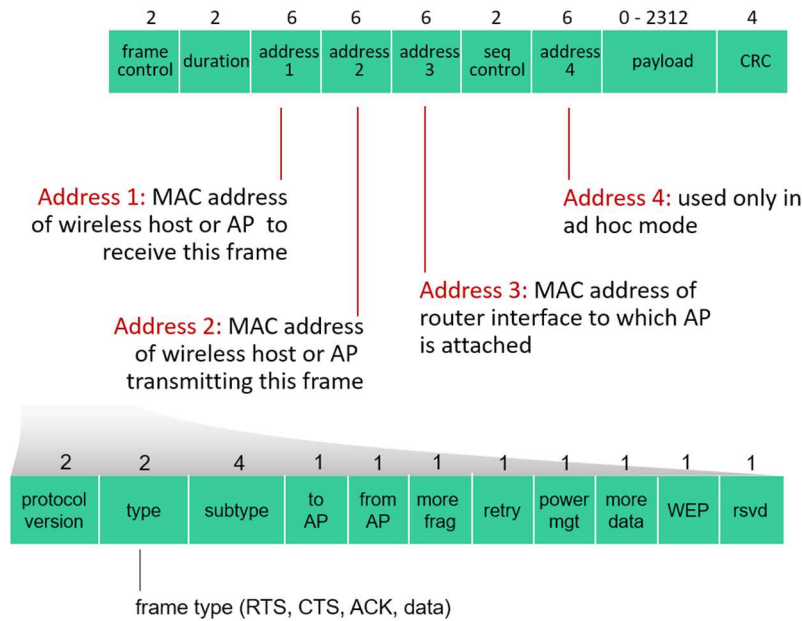 2 2 6 6 6 2 6 0 - 2312 4
frame control duration address 1 address 2 address 3 seq control address 4 payload CRC
Address 1: MAC address
of wireless host or AP to
receive this frame
Address 2: MAC address
of wireless host or AP
transmitting this frame
Address 3: MAC address of
router interface to which AP
is attached
Address 4: used only in
ad hoc mode
2 2 4 1 1 1 1 1 1 1 1
protocol version type subtype to AP from AP more frag retry power mgt more data WEP rsvd
frame type (RTS, CTS, ACK, data)